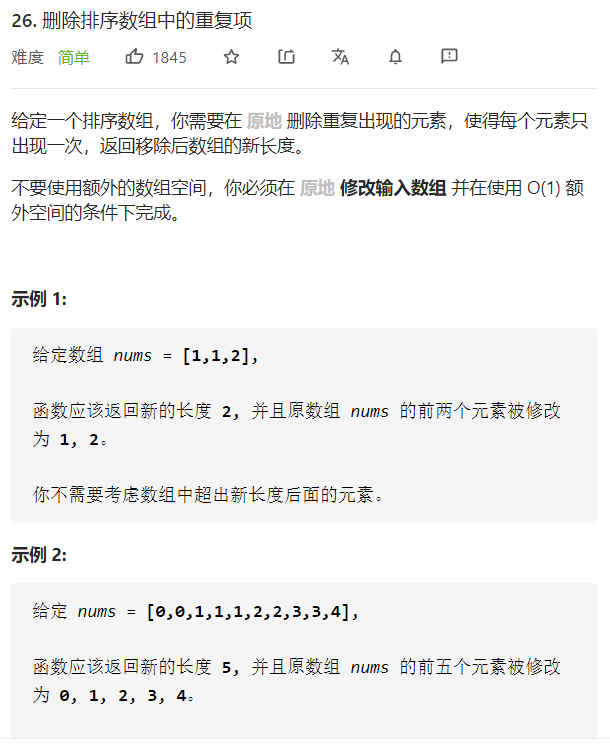 26. 删除排序数组中的重复项
难度 简单 1845
给定一个排序数组，你需要在 原地 删除重复出现的元素，使得每个元素只
出现一次，返回移除后数组的新长度。
不要使用额外的数组空间，你必须在 原地 修改输入数组 并在使用 O(1) 额
外空间的条件下完成。
示例 1:
给定数组 nums = [1,1,2],
函数应该返回新的长度 2, 并且原数组 nums 的前两个元素被修改
为 1, 2。
你不需要考虑数组中超出新长度后面的元素。
示例 2:
给定 nums = [0,0,1,1,1,2,2,3,3,4],
函数应该返回新的长度 5, 并且原数组 nums 的前五个元素被修改
为 0, 1, 2, 3, 4。